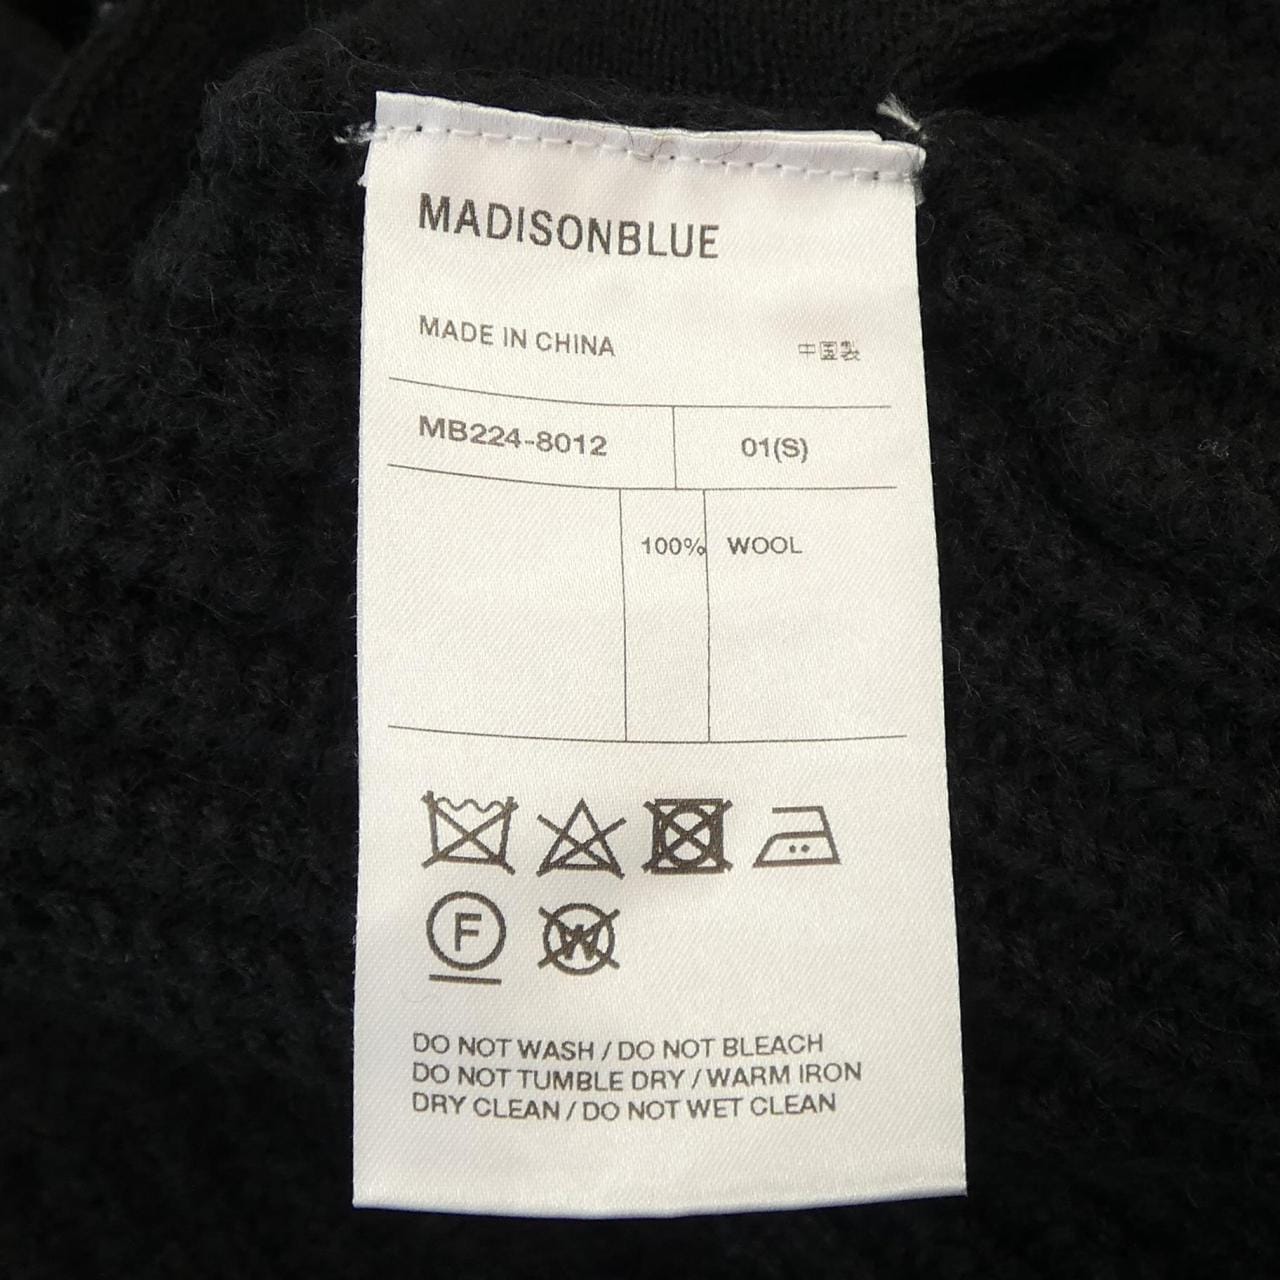 MADISONBLUE
MADE IN CHINA 中国製
MB224-8012 01(S)
100% WOOL
F W
DO NOT WASH / DO NOT BLEACH
DO NOT TUMBLE DRY / WARM IRON
DRY CLEAN / DO NOT WET CLEAN